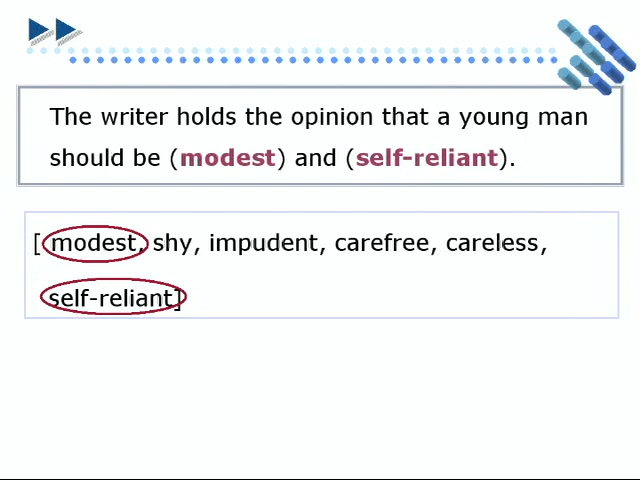 The writer holds the opinion that a young man
should be (modest) and (self-reliant).
[ modest, shy, impudent, carefree, careless,
self-reliant]